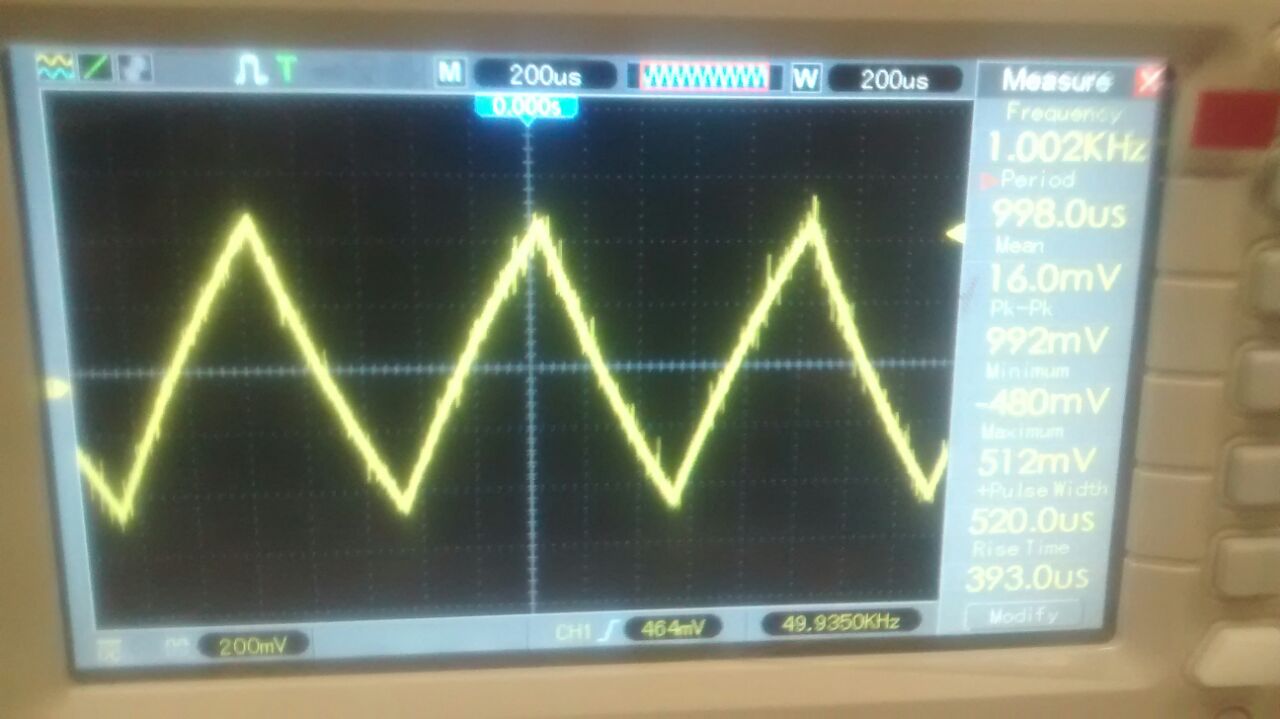 T M 200us W 200us Measure X
0.000s
Frequency
1.002KHz
Period
998.0us
Mean
16.0mV
Pk-Pk
992mV
Minimum
-480mV
Maximum
512mV
+Pulse Width
520.0us
Rise Time
393.0us
Modify
200mV CH1 464mV 49.9350KHz